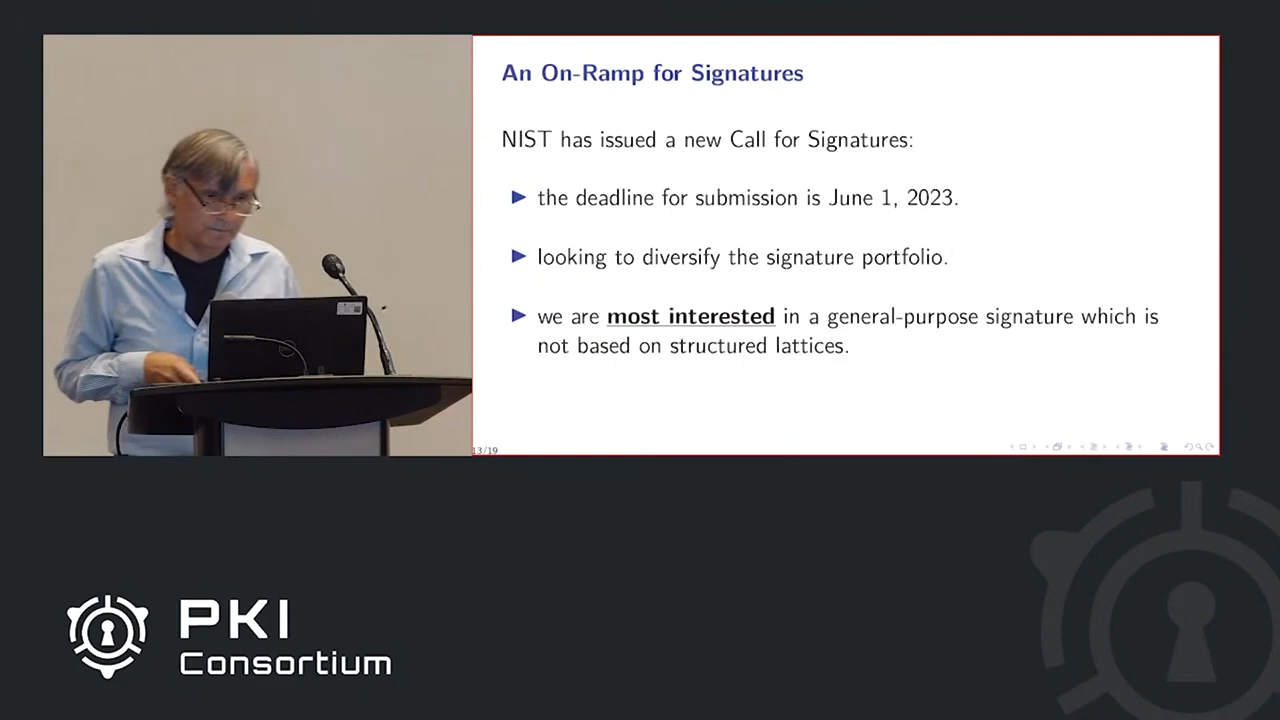 An On-Ramp for Signatures
NIST has issued a new Call for Signatures:
the deadline for submission is June 1, 2023.
looking to diversify the signature portfolio.
we are most interested in a general-purpose signature which is
not based on structured lattices.
13/19
PKI
Consortium